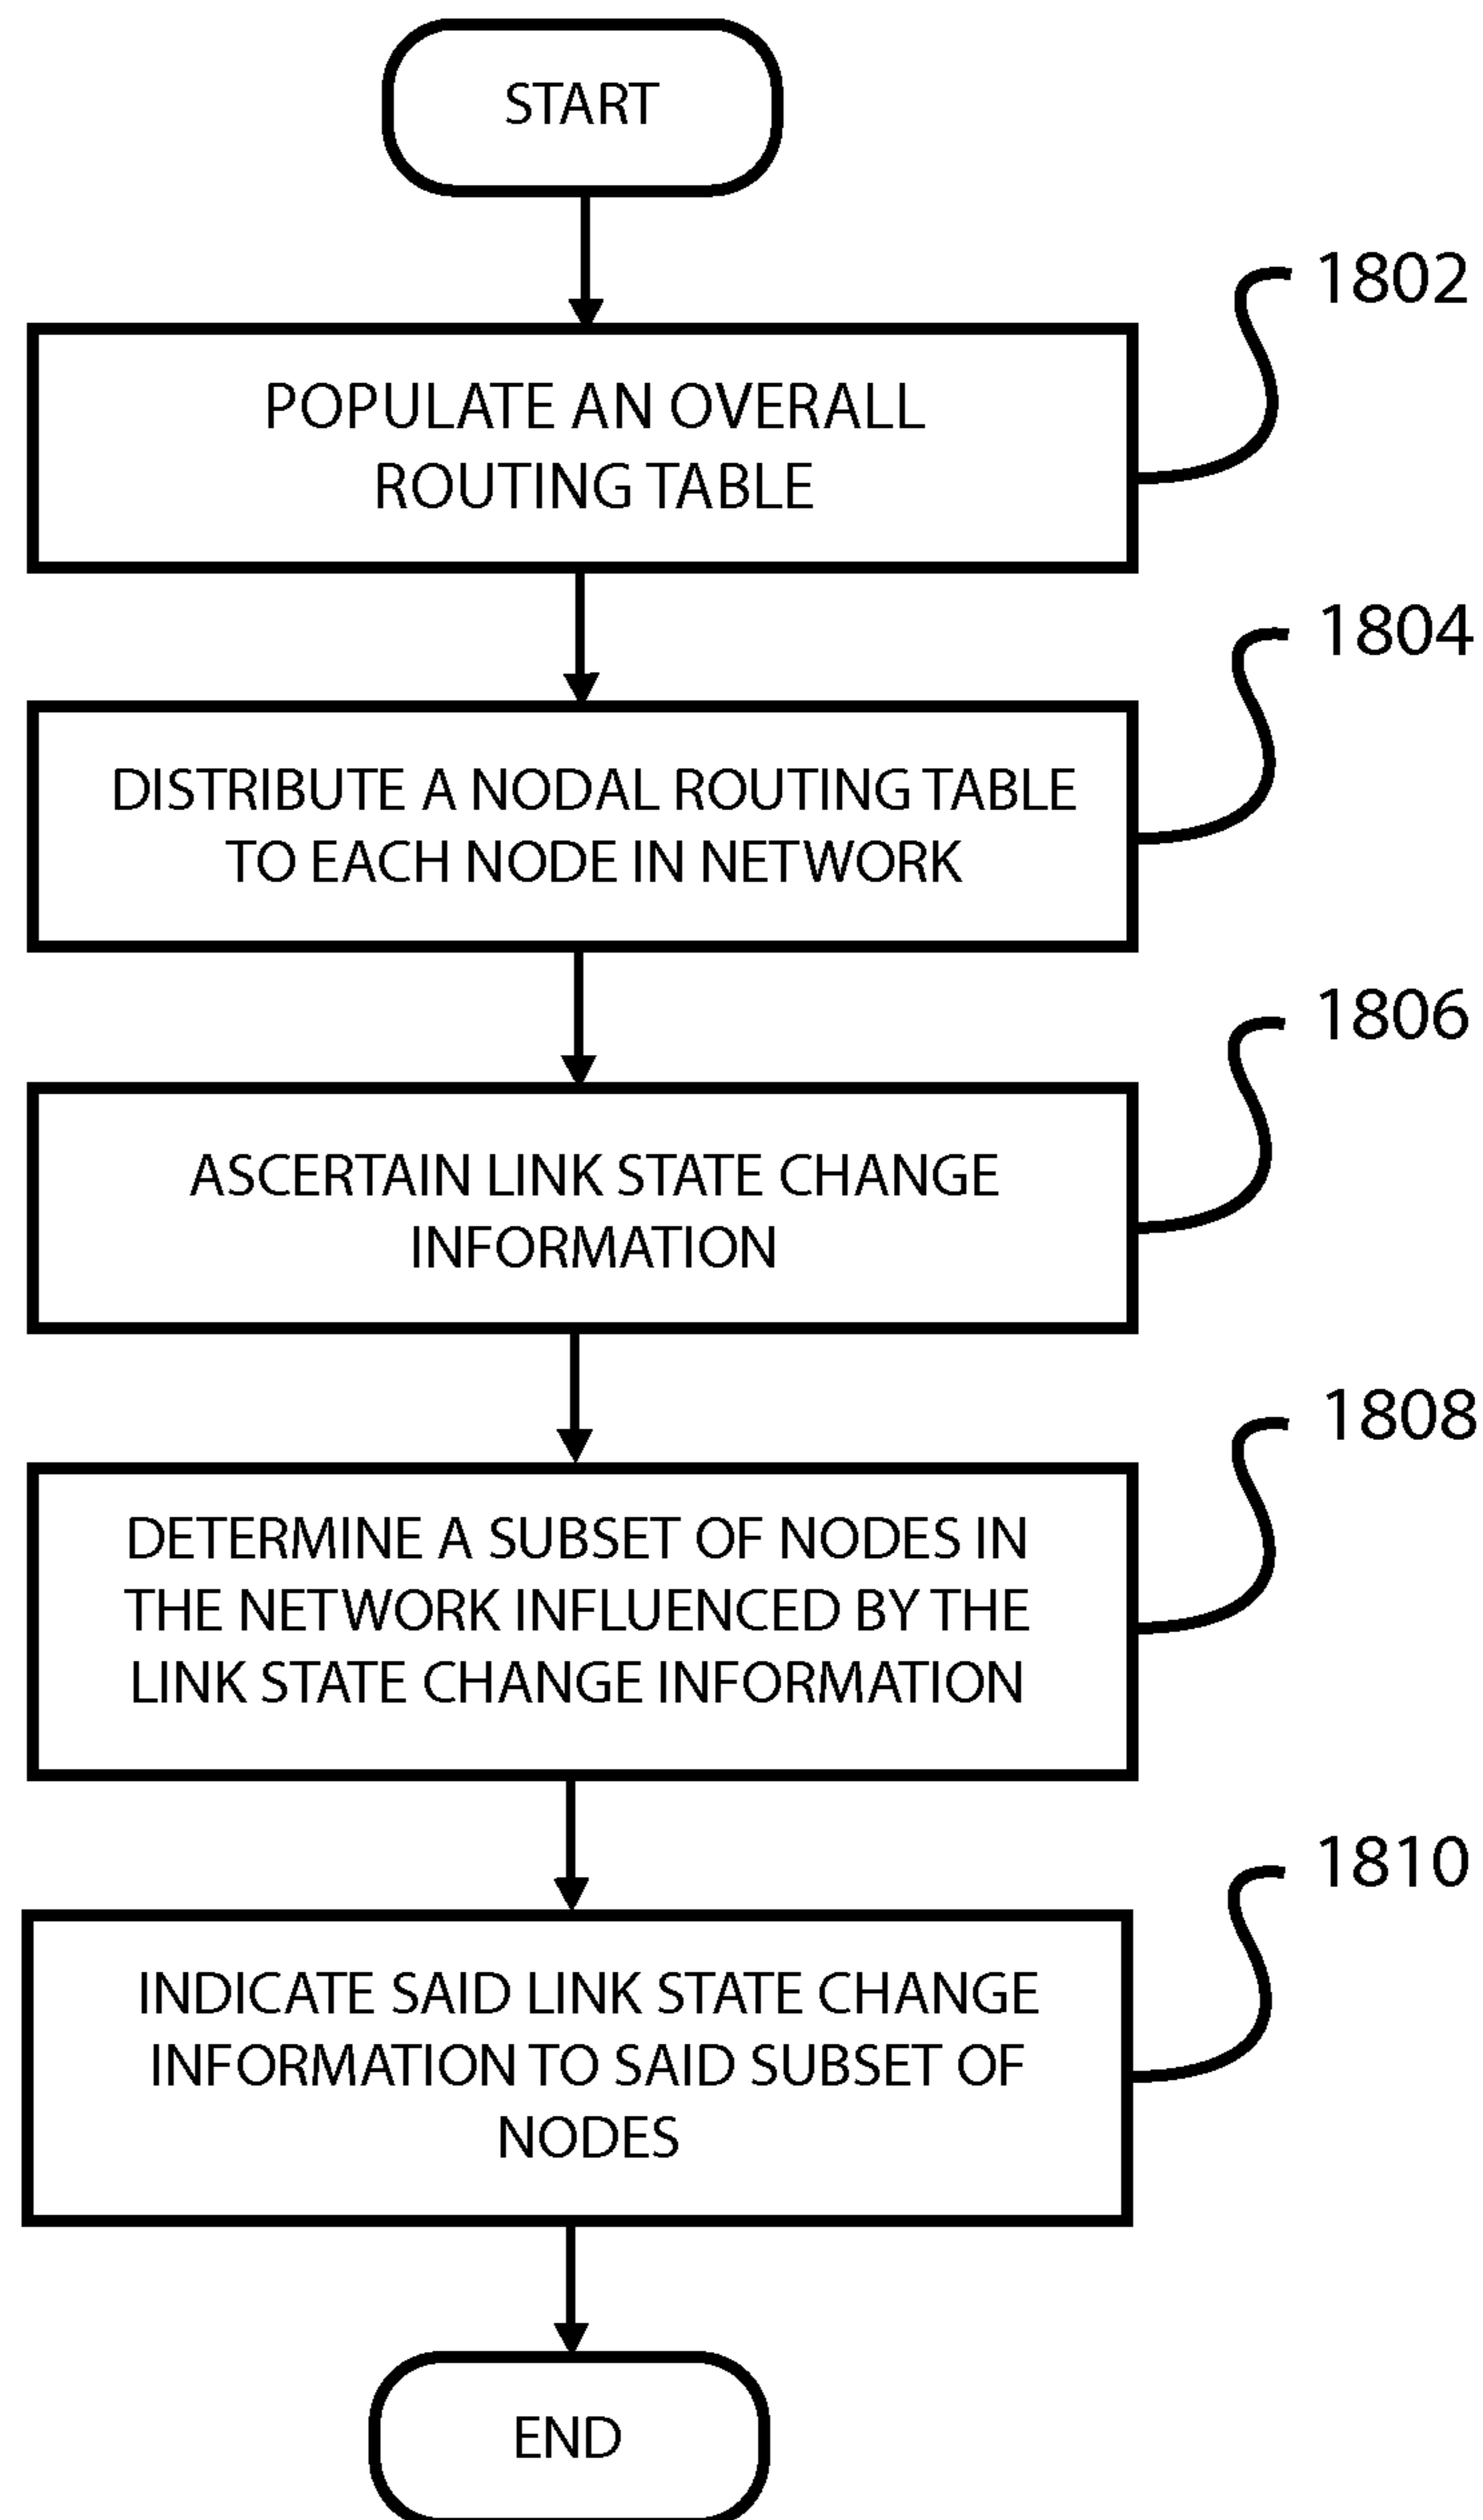 START
1802
POPULATE AN OVERALL
ROUTING TABLE
1804
DISTRIBUTE A NODAL ROUTING TABLE
TO EACH NODE IN NETWORK
1806
ASCERTAIN LINK STATE CHANGE
INFORMATION
1808
DETERMINE A SUBSET OF NODES IN
THE NETWORK INFLUENCED BY THE
LINK STATE CHANGE INFORMATION
1810
INDICATE SAID LINK STATE CHANGE
INFORMATION TO SAID SUBSET OF
NODES
END